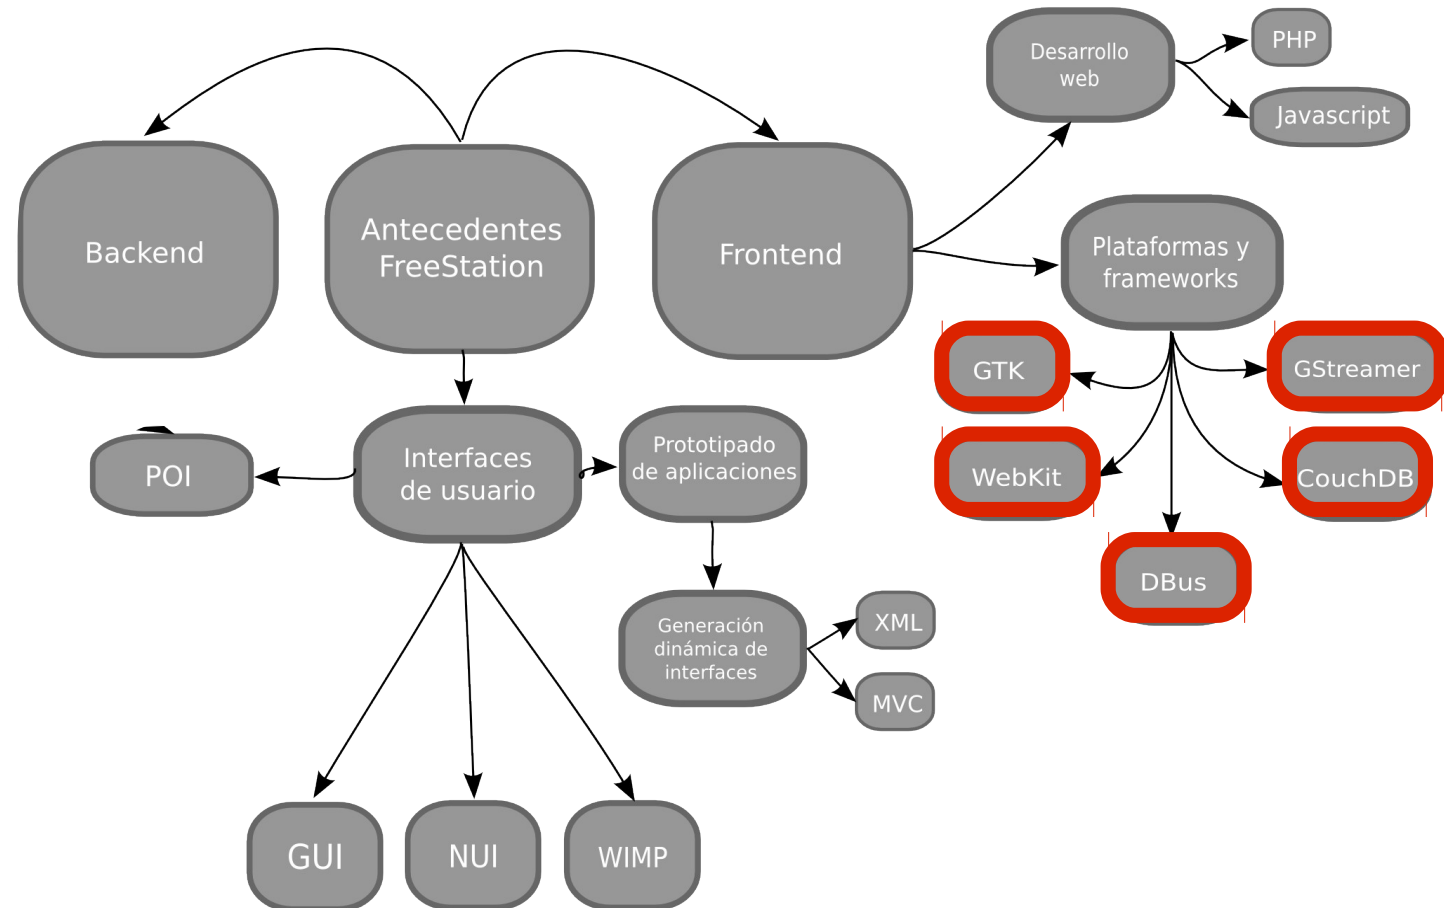 Desarrollo
web
PHP
Javascript
Backend
Antecedentes
FreeStation
Frontend
Plataformas y
frameworks
GTK
GStreamer
WebKit
CouchDB
DBus
POI
Interfaces
de usuario
Prototipado
de aplicaciones
Generación
dinámica de
interfaces
XML
MVC
GUI
NUI
WIMP